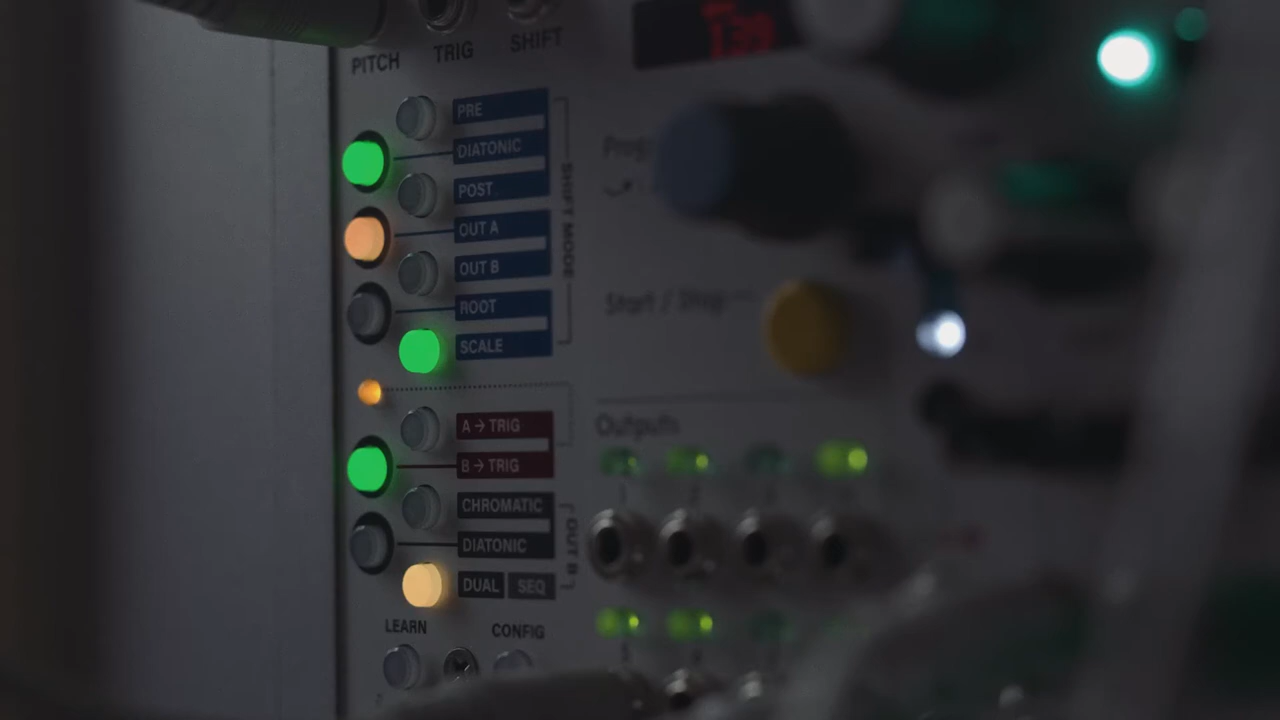 PITCH TRIG SHIFT
PRE
DIATONIC
POST
OUT A
OUT B
ROOT
SCALE
SHIFT MODE
A → TRIG
B → TRIG
CHROMATIC
DIATONIC
DUAL SEQ
OUT B
LEARN CONFIG
Start / Stop
Outputs